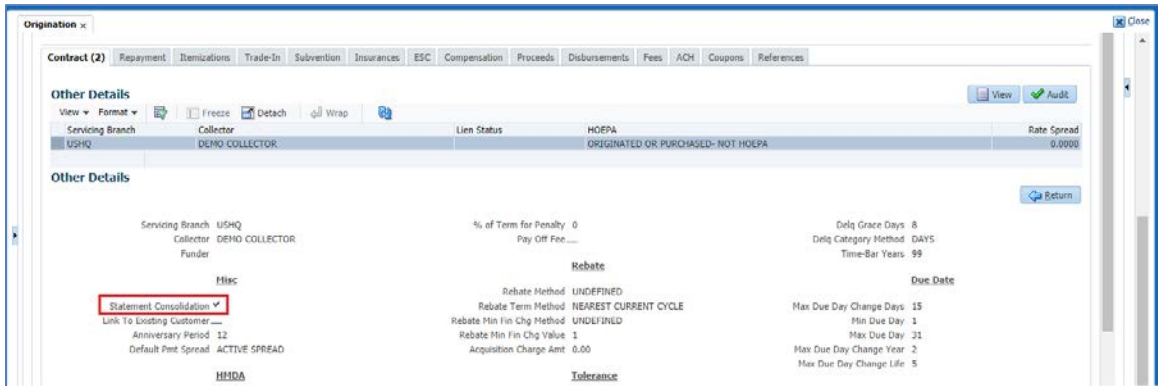 Origination ×
Close
Contract (2) Repayment Itemizations Trade-In Subvention Insurances ESC Compensation Proceeds Disbursements Fees ACH Coupons References
Other Details
View Audit
View Format Freeze Detach Wrap
Servicing Branch Collector Lien Status HOEPA Rate Spread
USHQ DEMO COLLECTOR ORIGINATED OR PURCHASED- NOT HOEPA 0.0000
Other Details
Return
Servicing Branch USHQ % of Term for Penalty 0 Delq Grace Days 8
Collector DEMO COLLECTOR Pay Off Fee Delq Category Method DAYS
Funder Time-Bar Years 99
Rebate
Misc Due Date
Rebate Method UNDEFINED
Statement Consolidation ✔ Rebate Term Method NEAREST CURRENT CYCLE Max Due Day Change Days 15
Link To Existing Customer Rebate Min Fin Chg Method UNDEFINED Min Due Day 1
Anniversary Period 12 Rebate Min Fin Chg Value 1 Max Due Day 31
Default Pmt Spread ACTIVE SPREAD Acquisition Charge Amt 0.00 Max Due Day Change Year 2
Max Due Day Change Life 5
HMDA Tolerance